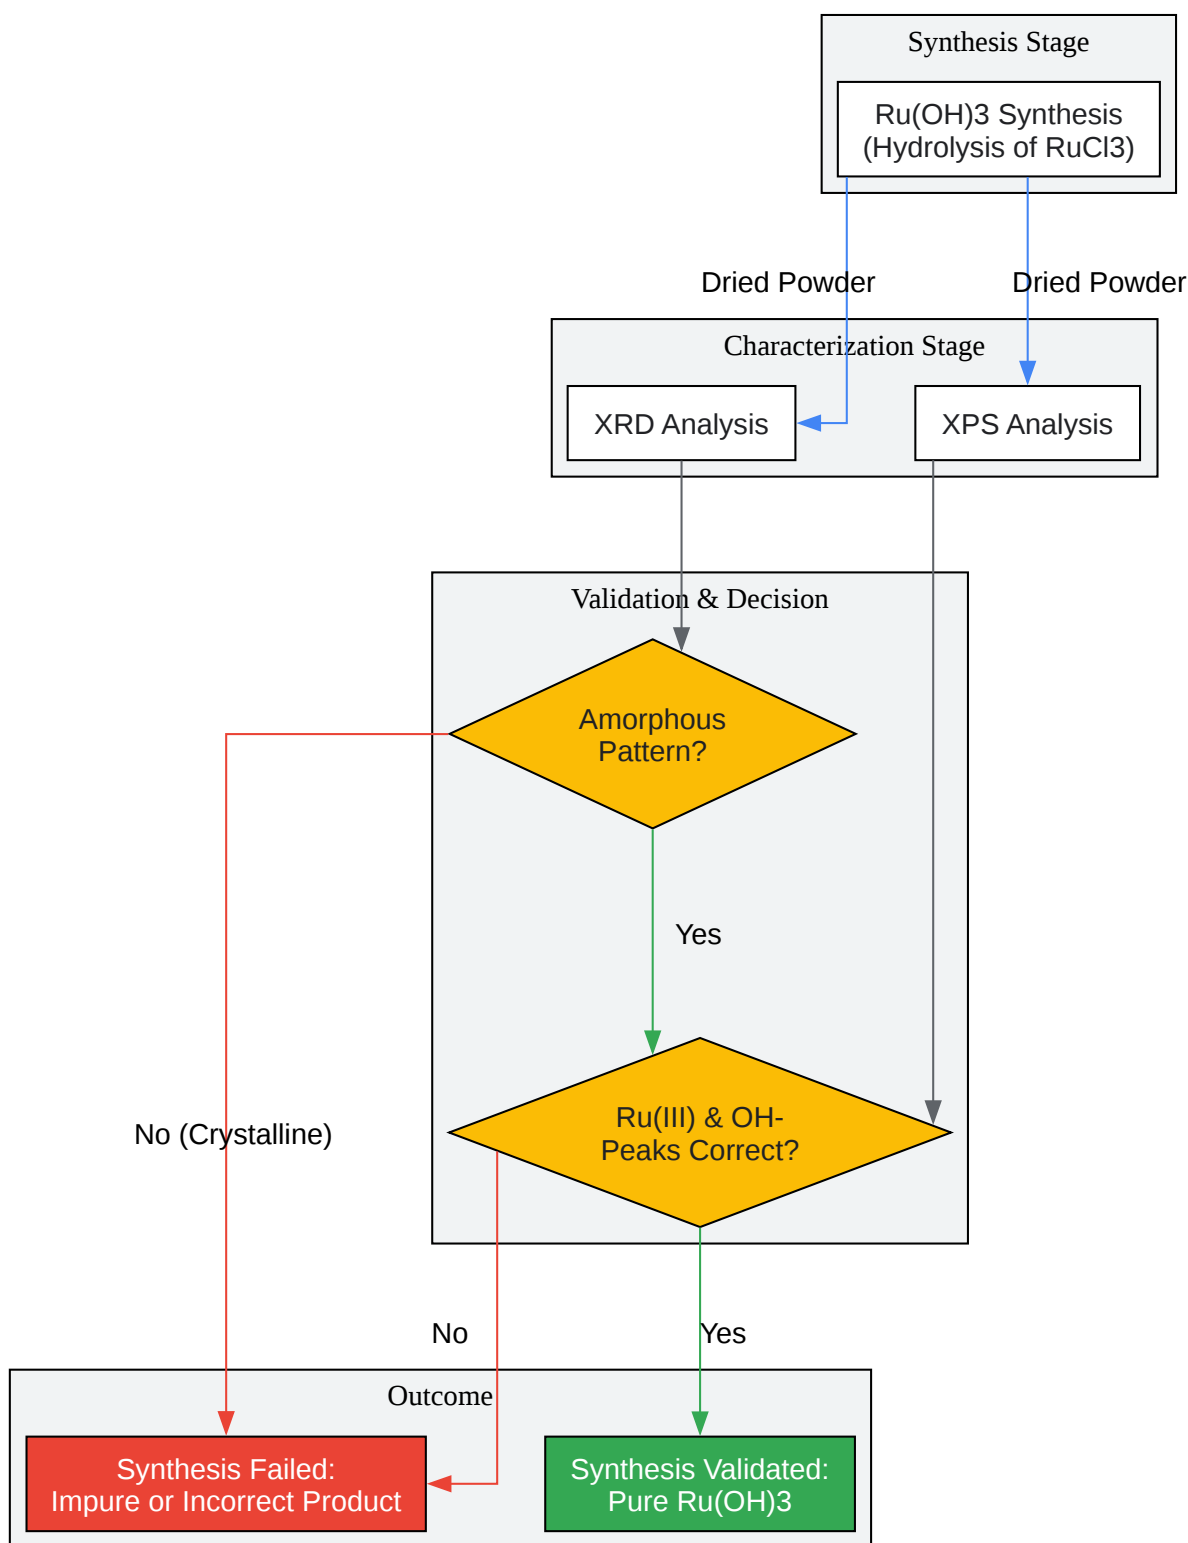 Synthesis Stage
Ru(OH)3 Synthesis
(Hydrolysis of RuCl3)
Dried Powder
Dried Powder
Characterization Stage
XRD Analysis
XPS Analysis
Validation & Decision
Amorphous
Pattern?
Yes
Ru(III) & OH-
Peaks Correct?
No (Crystalline)
No
Yes
Outcome
Synthesis Failed:
Impure or Incorrect Product
Synthesis Validated:
Pure Ru(OH)3